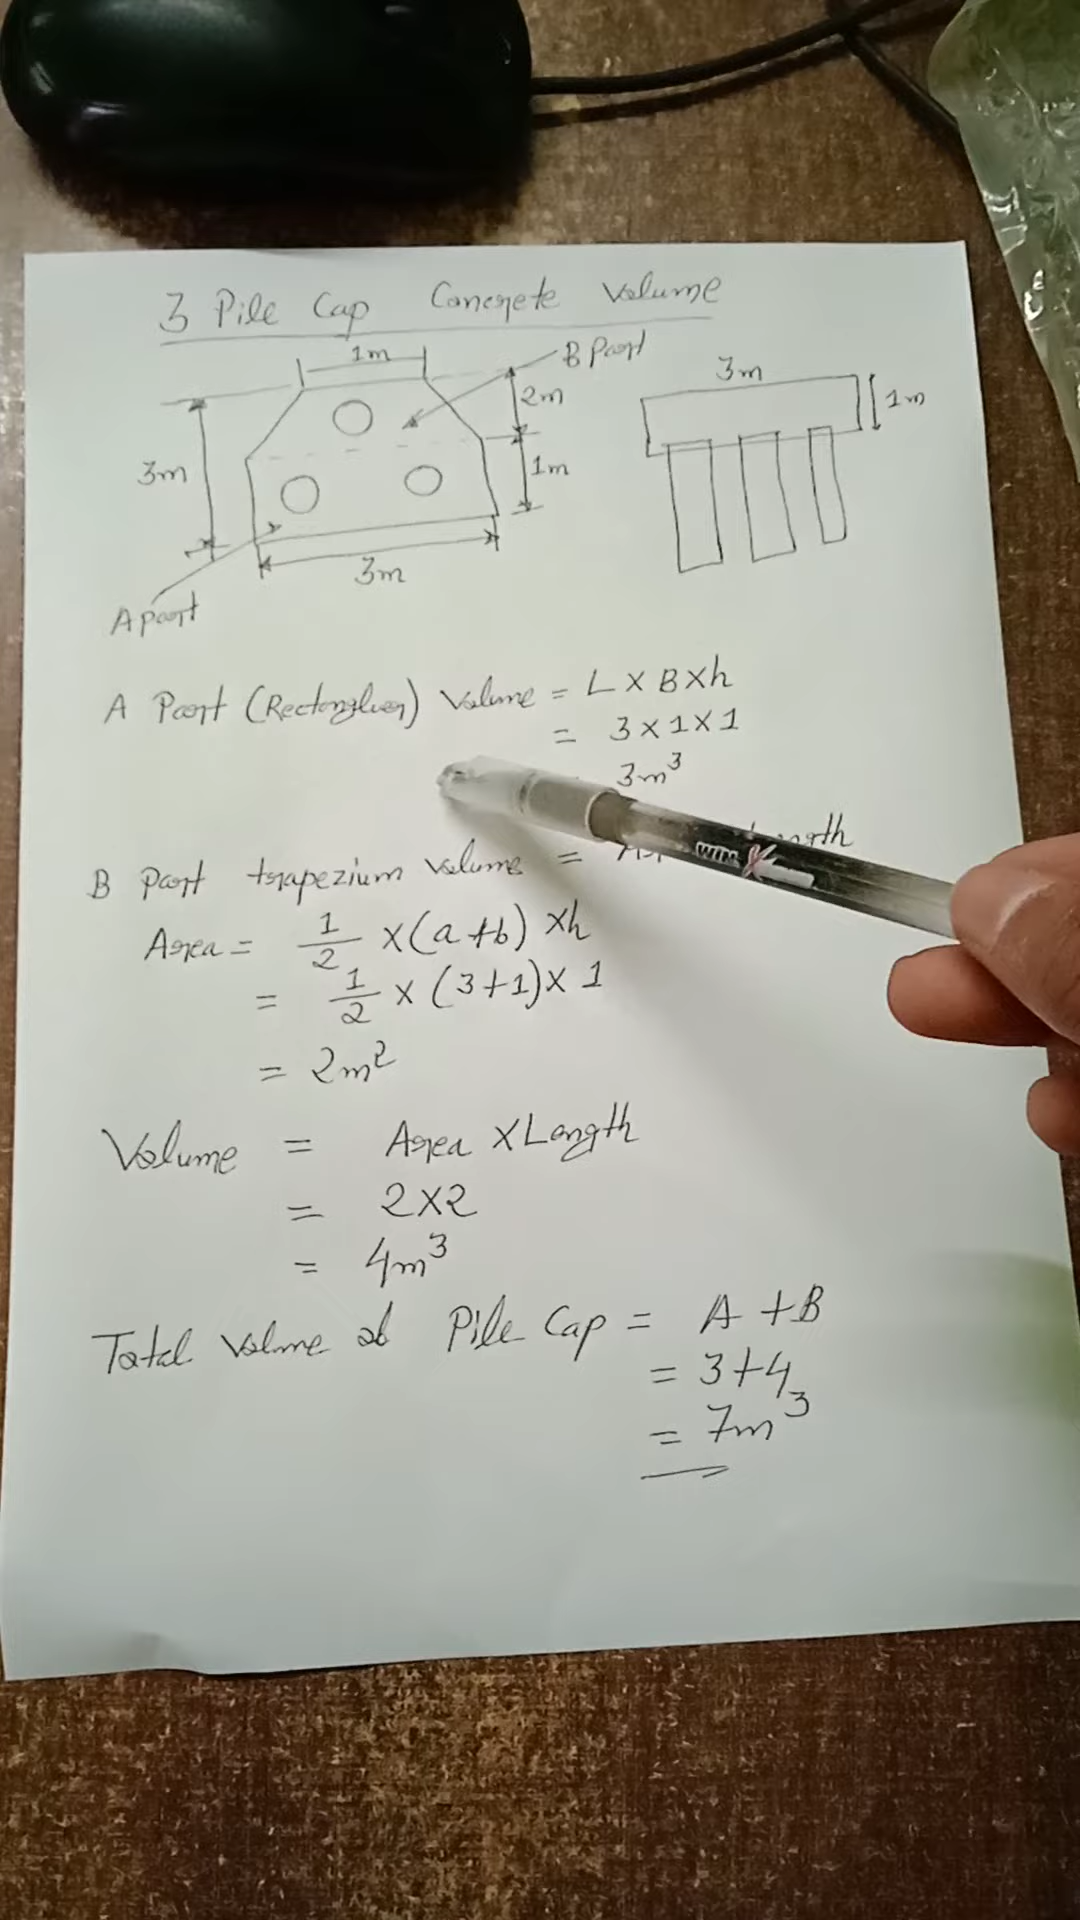 3 Pile Cap Concrete Volume
1m
B Part
2m
3m
1m
3m
A part
3m
1m
A Part (Rectangluer) Volume = L X B X h
= 3 X 1 X 1
3m³
B Part trapezium volume =
Area = 1/2 X (a+b) X h
= 1/2 X (3+1) X 1
= 2m²
Volume = Area X Length
= 2X2
= 4m³
Total Volme of Pile Cap = A + B
= 3+4
= 7m³
WIN